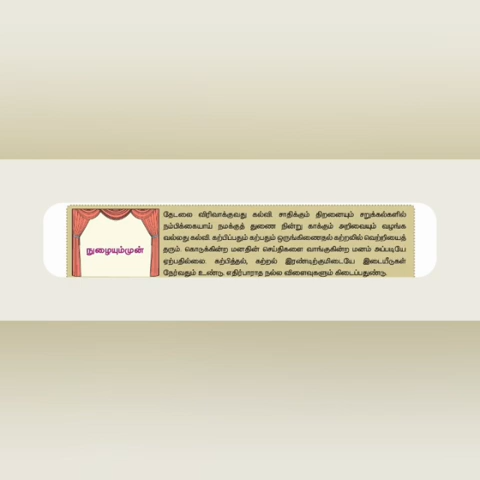 நுழையும்முன்
தேடலை விரிவாக்குவது கல்வி. சாதிக்கும் திறனையும் சறுக்கல்களில்
நம்பிக்கையாய் நமக்குத் துணை நின்று காக்கும் அறிவையும் வழங்க
வல்லது கல்வி. கற்பிப்பதும் கற்பதும் ஒருங்கிணைதல் கற்றலில் வெற்றியைத்
தரும். கொடுக்கின்ற மனதின் செய்திகளை வாங்குகின்ற மனம் அப்படியே
ஏற்பதில்லை. கற்பித்தல், கற்றல் இரண்டிற்குமிடையே இடையீடுகள்
நேர்வதும் உண்டு. எதிர்பாராத நல்ல விளைவுகளும் கிடைப்பதுண்டு.